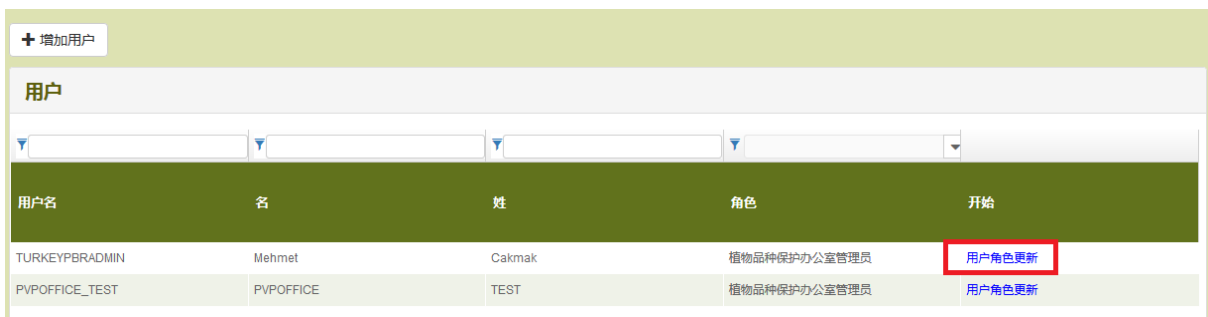 + 增加用户
用户
用户名 名 姓 角色 开始
TURKEYPBRADMIN Mehmet Cakmak 植物品种保护办公室管理员 用户角色更新
PVPOFFICE_TEST PVPOFFICE TEST 植物品种保护办公室管理员 用户角色更新